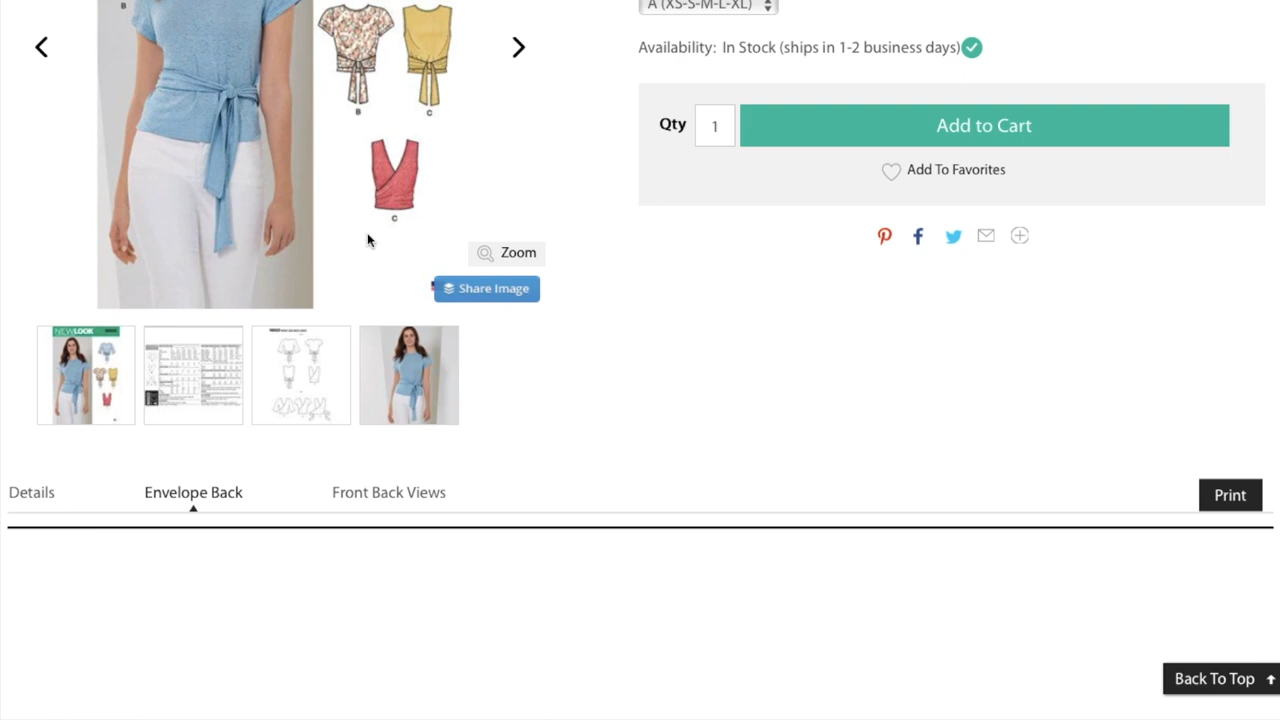 A (XS-S-M-L-XL)
B
Availability: In Stock (ships in 1-2 business days)
B
C
Qty
1
Add to Cart
Add To Favorites
C
Zoom
Share Image
NEWLOOK
Details
Envelope Back
Front Back Views
Print
Back To Top